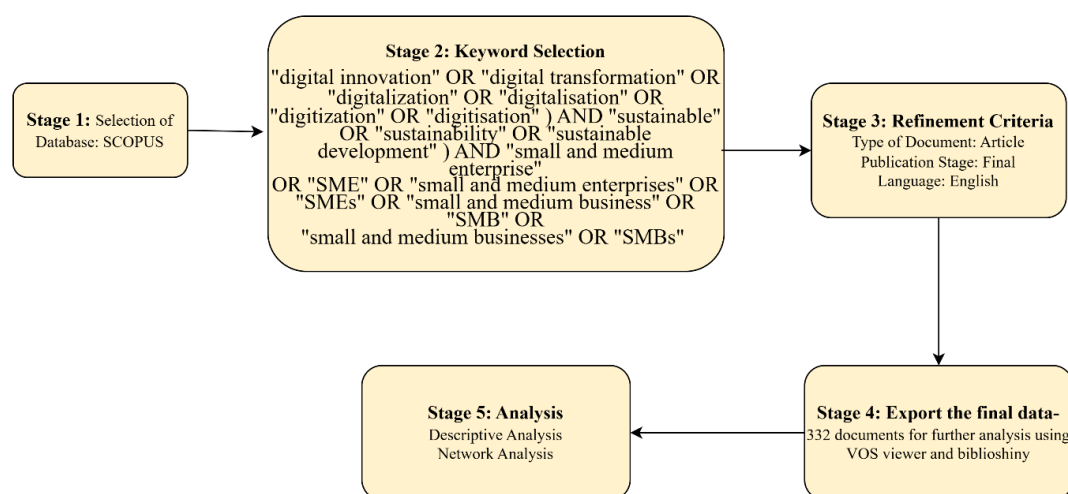 Stage 1: Selection of
Database: SCOPUS
Stage 2: Keyword Selection
"digital innovation" OR "digital transformation" OR
"digitalization" OR "digitalisation" OR
"digitization" OR "digitisation" ) AND "sustainable"
OR "sustainability" OR "sustainable
development" ) AND "small and medium
enterprise"
OR "SME" OR "small and medium enterprises" OR
"SMEs" OR "small and medium business" OR
"SMB" OR
"small and medium businesses" OR "SMBs"
Stage 3: Refinement Criteria
Type of Document: Article
Publication Stage: Final
Language: English
Stage 4: Export the final data-
332 documents for further analysis using
VOS viewer and biblioshiny
Stage 5: Analysis
Descriptive Analysis
Network Analysis